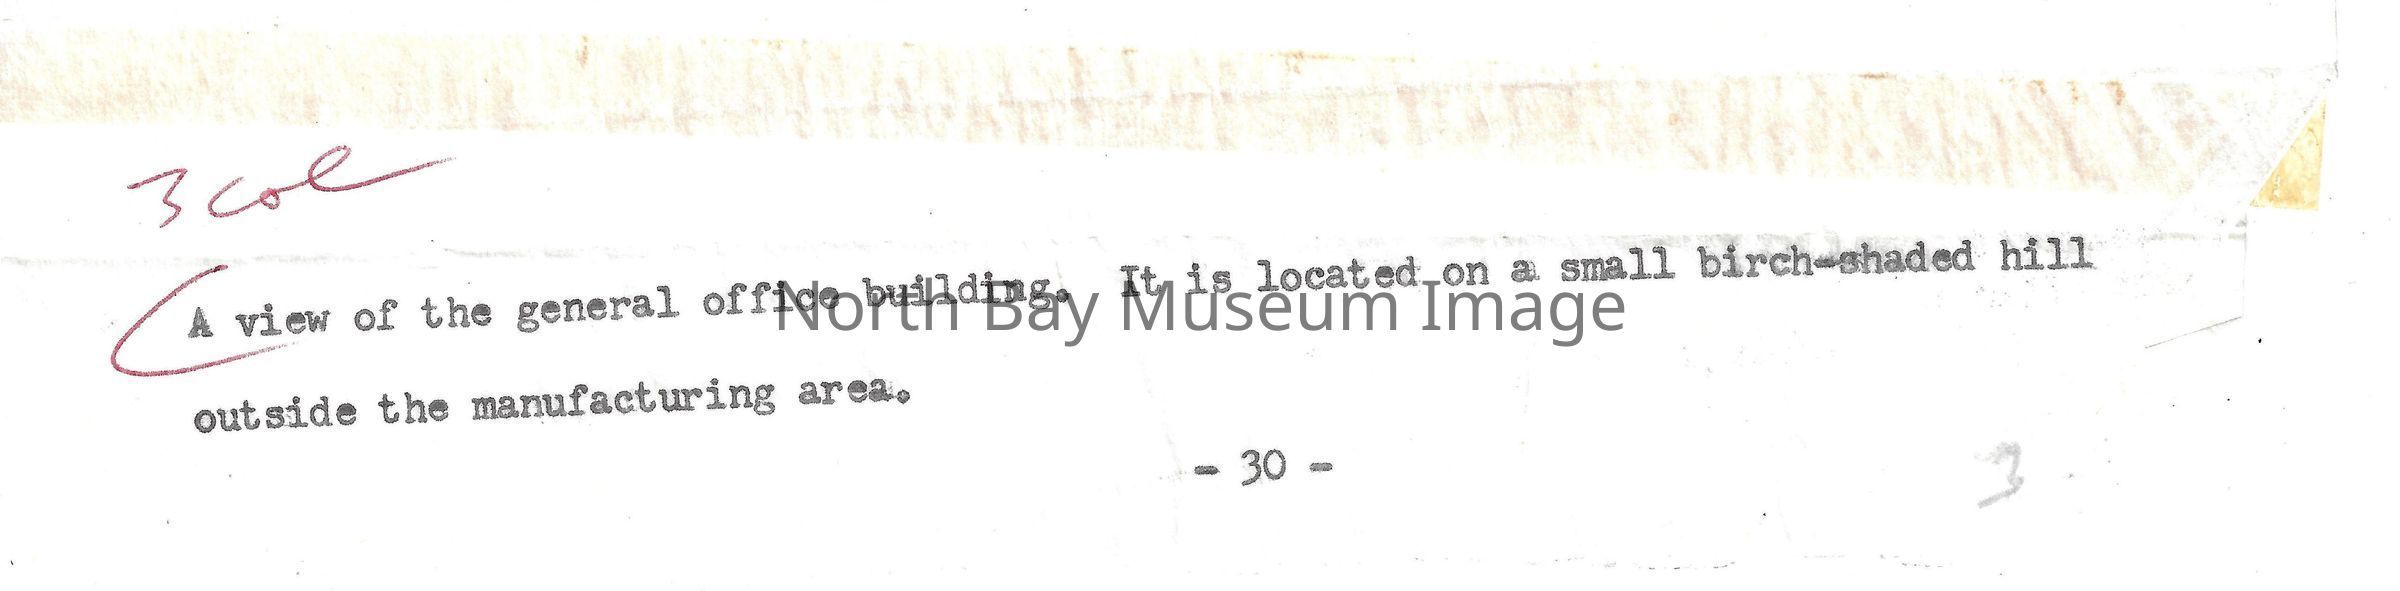 3 col
A view of the general office building. It is located on a small birch-shaded hill
North Bay Museum Image
outside the manufacturing area.
- 30 -
3